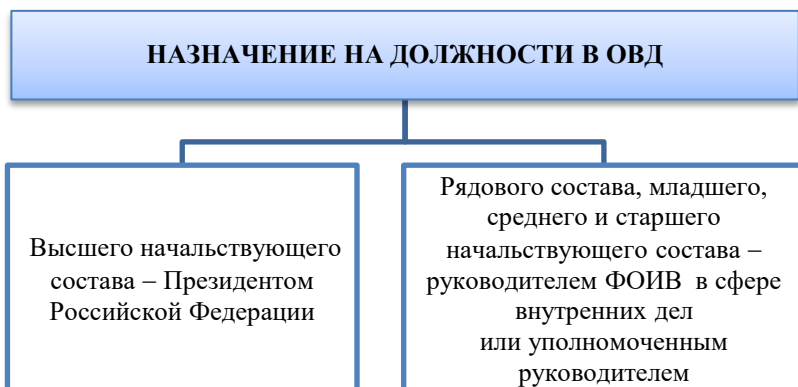 НАЗНАЧЕНИЕ НА ДОЛЖНОСТИ В ОВД
Высшего начальствующего
состава – Президентом
Российской Федерации
Рядового состава, младшего,
среднего и старшего
начальствующего состава –
руководителем ФОИВ в сфере
внутренних дел
или уполномоченным
руководителем